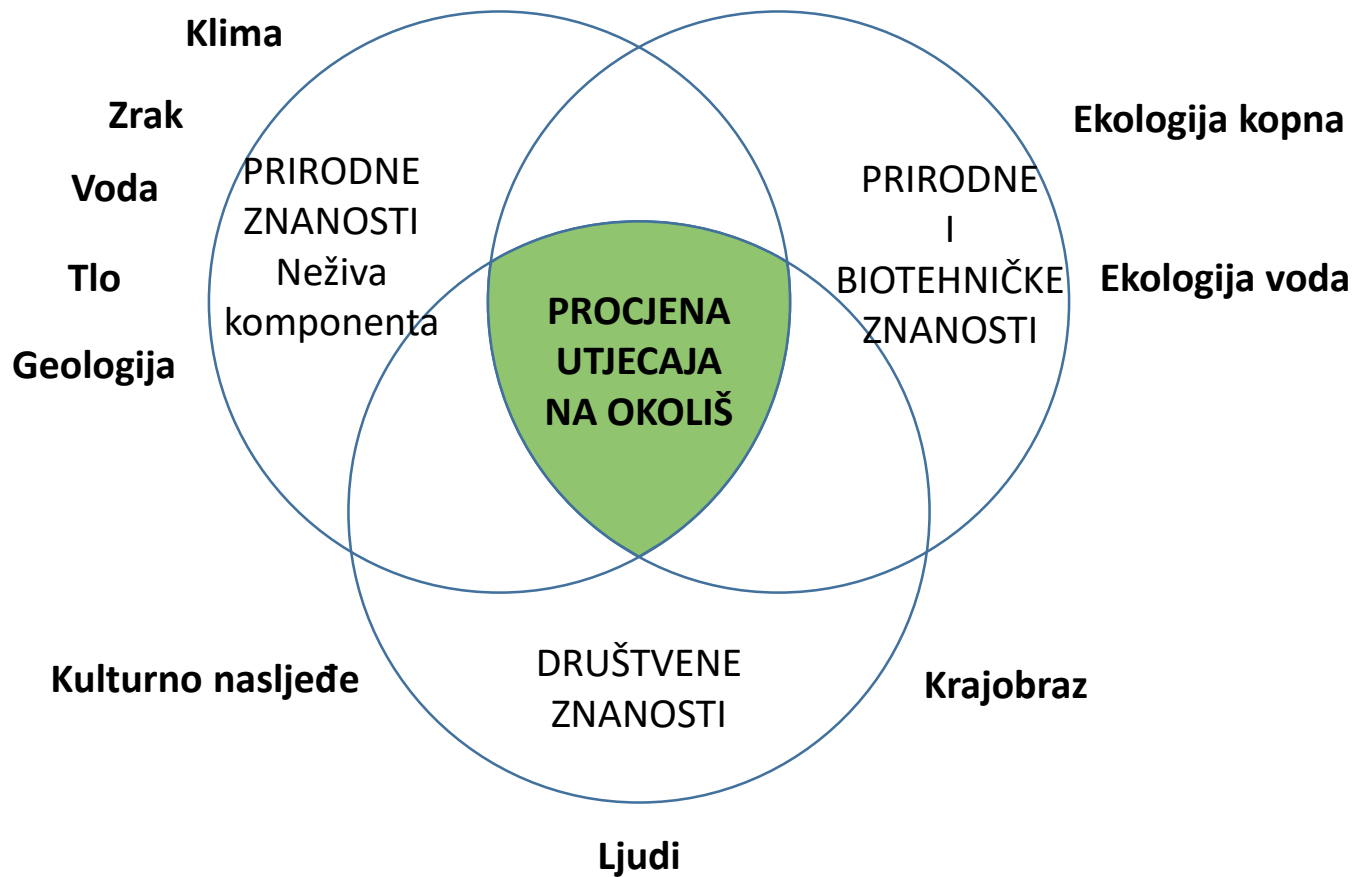 Klima
Zrak
Voda
Tlo
Geologija
PRIRODNE
ZNANOSTI
Neživa
komponenta
PROCJENA
UTJECAJA
NA OKOLIŠ
PRIRODNE
I
BIOTEHNIČKE
ZNANOSTI
Ekologija kopna
Ekologija voda
Kulturno nasljeđe
DRUŠTVENE
ZNANOSTI
Krajobraz
Ljudi